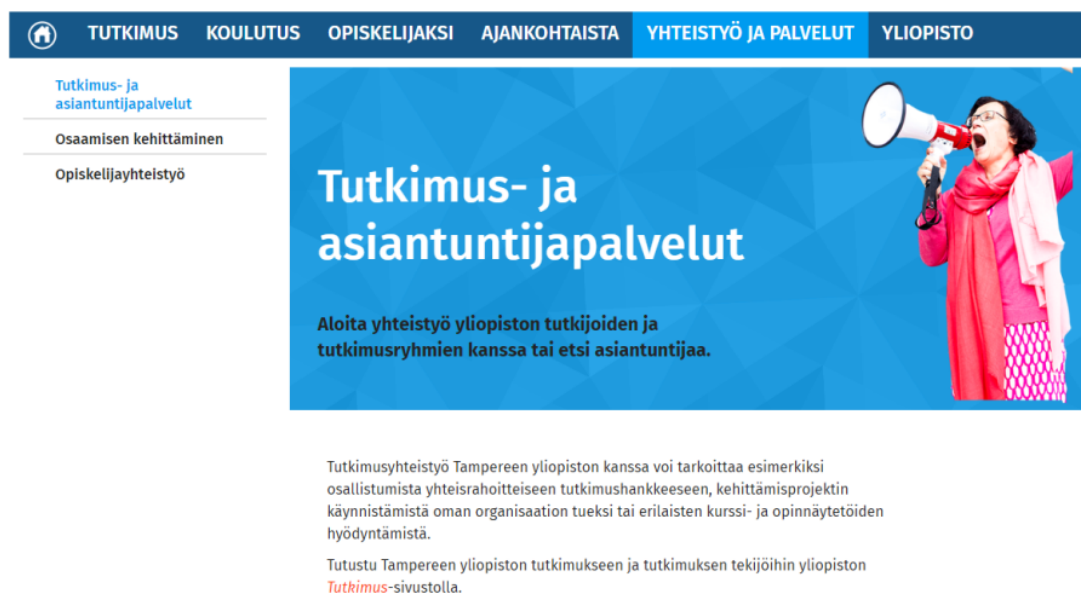 TUTKIMUS KOULUTUS OPISKELIJAKSI AJANKOHTAISTA YHTEISTYÖ JA PALVELUT YLIOPISTO
Tutkimus- ja
asiantuntijapalvelut
Osaamisen kehittäminen
Opiskelijayhteistyö
Tutkimus- ja
asiantuntijapalvelut
Aloita yhteistyö yliopiston tutkijoiden ja
tutkimusryhmien kanssa tai etsi asiantuntijaa.
Tutkimusyhteistyö Tampereen yliopiston kanssa voi tarkoittaa esimerkiksi
osallistumista yhteisrahoitteiseen tutkimushankkeeseen, kehittämisprojektin
käynnistämistä oman organisaation tueksi tai erilaisten kurssi- ja opinnäytetöiden
hyödyntämistä.
Tutustu Tampereen yliopiston tutkimukseen ja tutkimuksen tekijöihin yliopiston
Tutkimus-sivustolla.